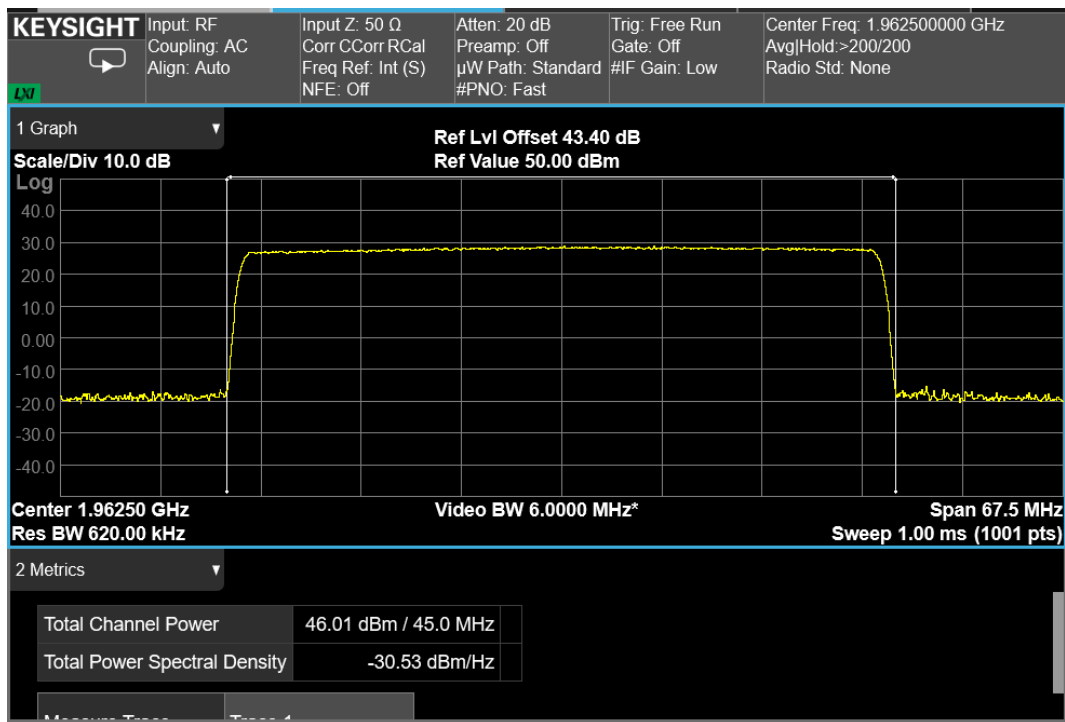 KEYSIGHT
LXI
Input: RF
Coupling: AC
Align: Auto
Input Z: 50 Ω
Corr CCorr RCal
Freq Ref: Int (S)
NFE: Off
Atten: 20 dB
Preamp: Off
µW Path: Standard
#PNO: Fast
Trig: Free Run
Gate: Off
#IF Gain: Low
Center Freq: 1.962500000 GHz
Avg|Hold:>200/200
Radio Std: None
1 Graph
Scale/Div 10.0 dB
Ref Lvl Offset 43.40 dB
Ref Value 50.00 dBm
Log
40.0
30.0
20.0
10.0
0.00
-10.0
-20.0
-30.0
-40.0
Center 1.96250 GHz
Res BW 620.00 kHz
Video BW 6.0000 MHz*
Span 67.5 MHz
Sweep 1.00 ms (1001 pts)
2 Metrics
Total Channel Power 46.01 dBm / 45.0 MHz
Total Power Spectral Density -30.53 dBm/Hz